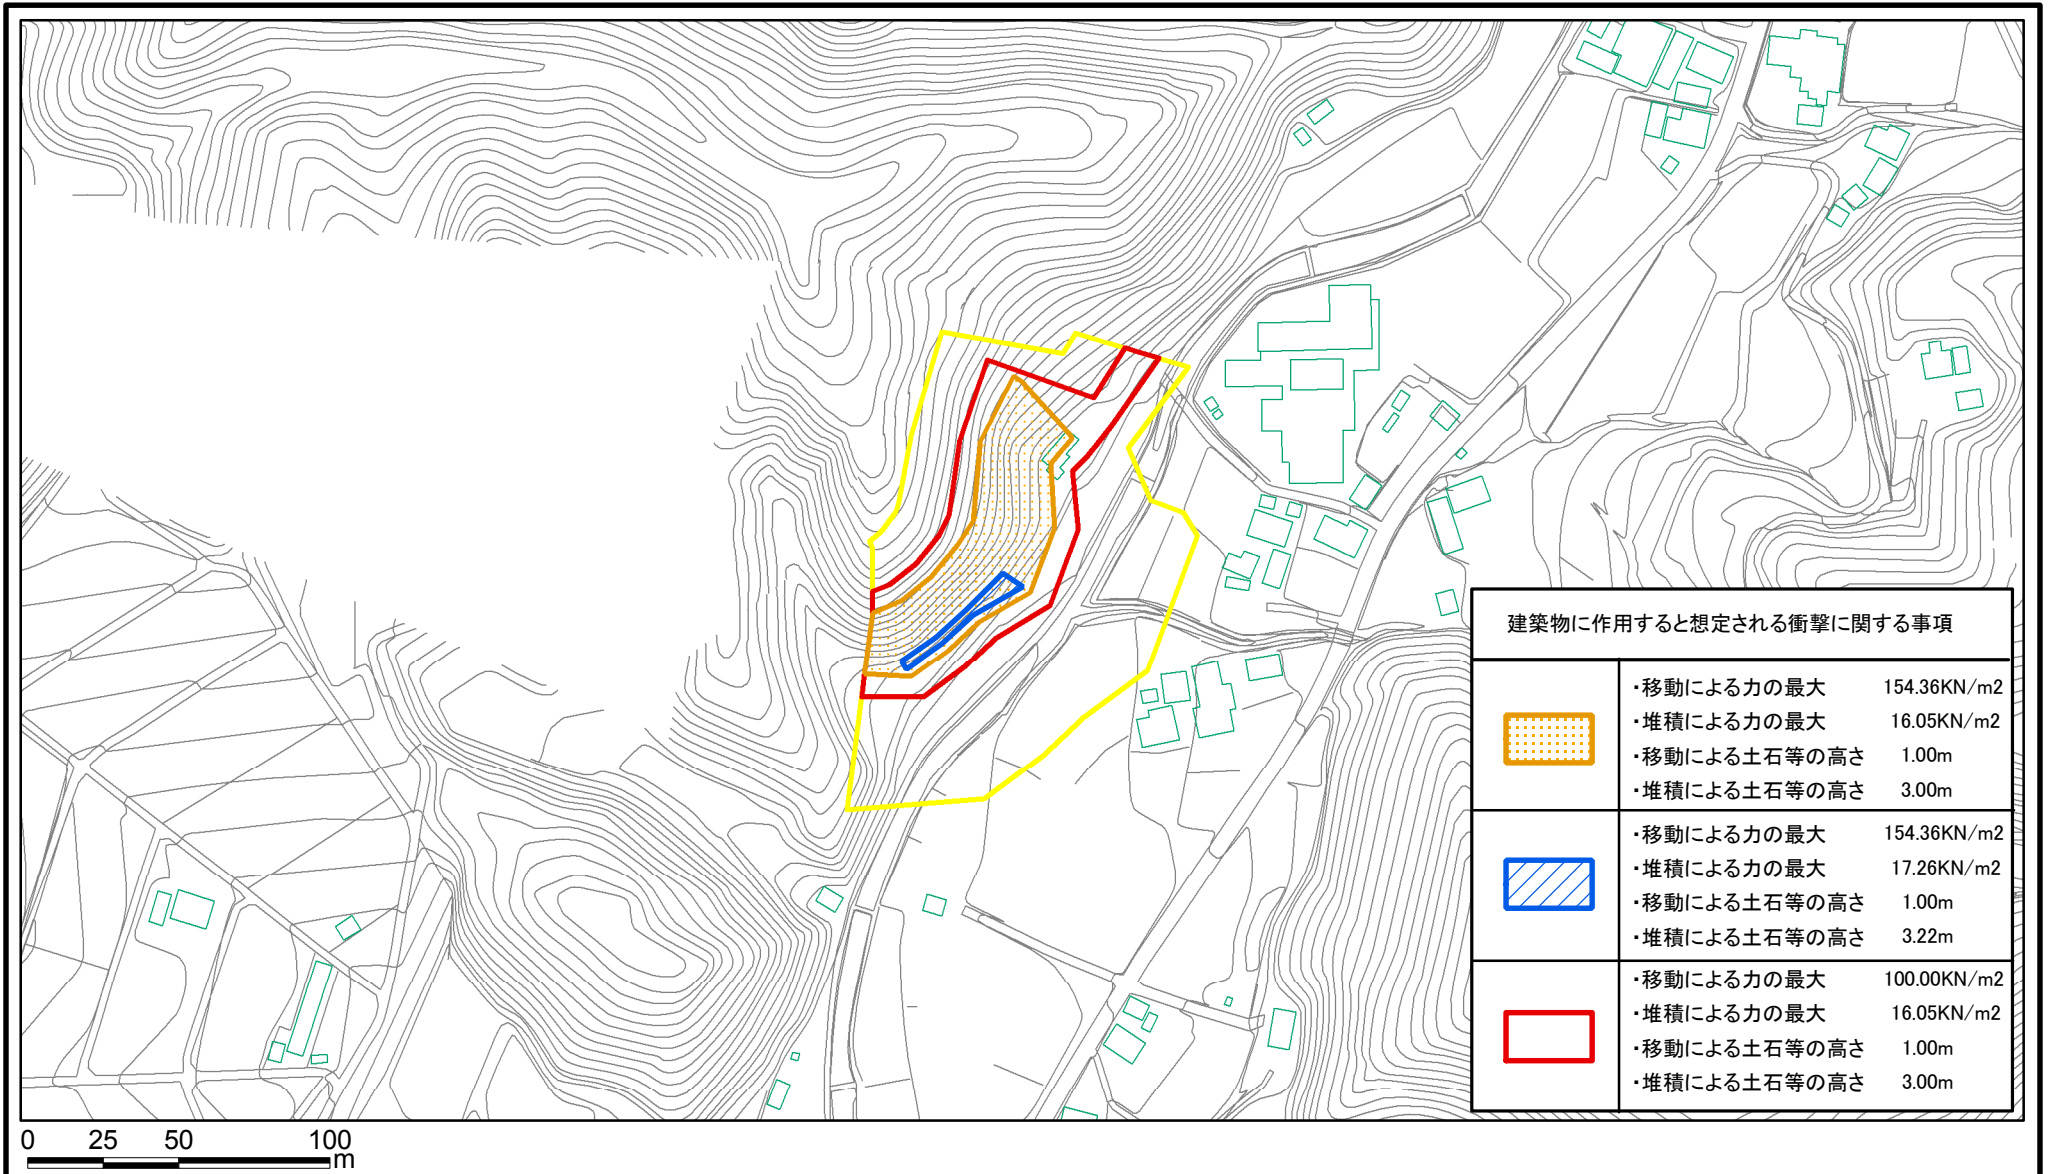 建築物に作用すると想定される衝撃に関する事項
・移動による力の最大 154.36KN/m2
・堆積による力の最大 16.05KN/m2
・移動による土石等の高さ 1.00m
・堆積による土石等の高さ 3.00m
・移動による力の最大 154.36KN/m2
・堆積による力の最大 17.26KN/m2
・移動による土石等の高さ 1.00m
・堆積による土石等の高さ 3.22m
・移動による力の最大 100.00KN/m2
・堆積による力の最大 16.05KN/m2
・移動による土石等の高さ 1.00m
・堆積による土石等の高さ 3.00m
0 25 50 100
m